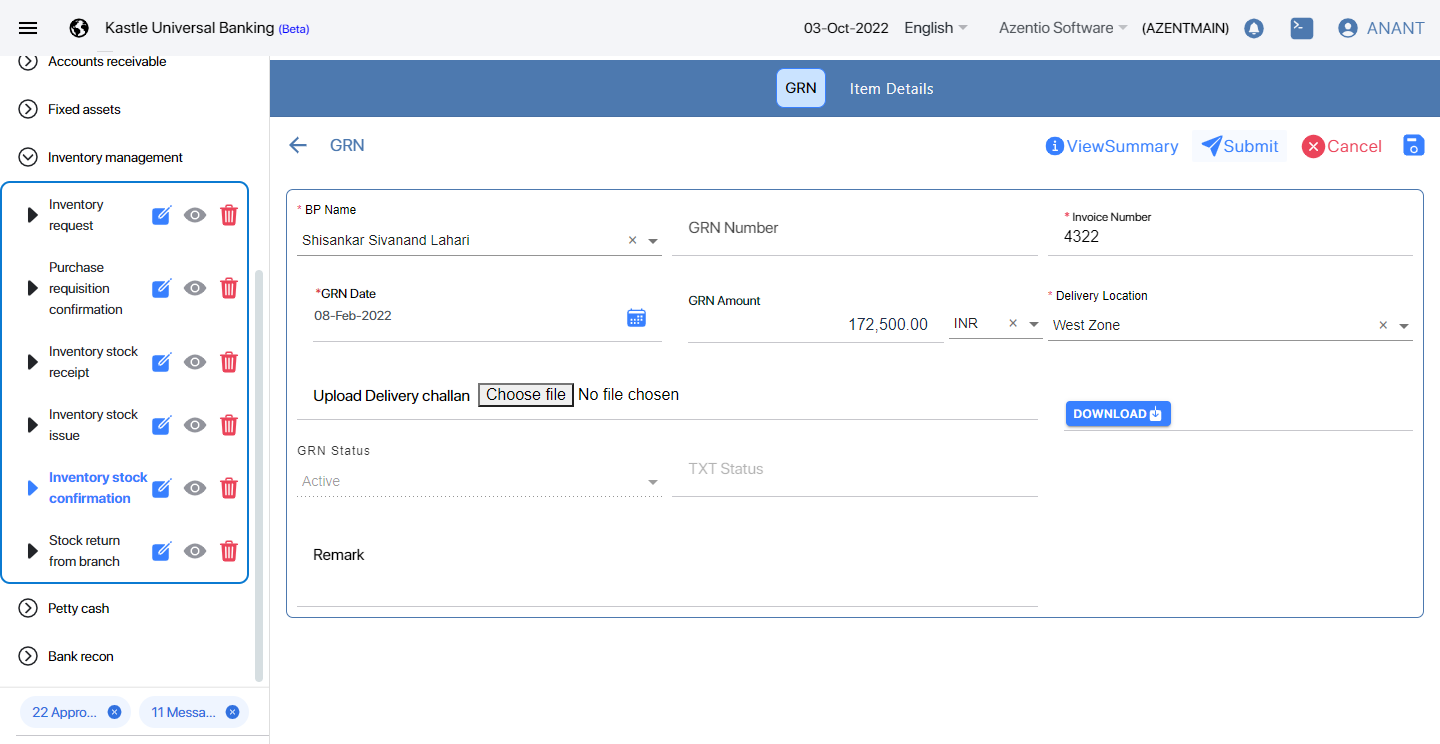 Kastle Universal Banking (Beta)
03-Oct-2022
English
Azentio Software
(AZENTMAIN)
ANANT
Accounts receivable
Fixed assets
Inventory management
Inventory
request
Purchase
requisition
confirmation
Inventory stock
receipt
Inventory stock
issue
Inventory stock
confirmation
Stock return
from branch
Petty cash
Bank recon
22 Appro...
11 Messa...
GRN
Item Details
GRN
ViewSummary
Submit
Cancel
* BP Name
Shisankar Sivanand Lahari
GRN Number
* Invoice Number
4322
*GRN Date
08-Feb-2022
GRN Amount
172,500.00
INR
* Delivery Location
West Zone
Upload Delivery challan
Choose file
No file chosen
DOWNLOAD
GRN Status
Active
TXT Status
Remark